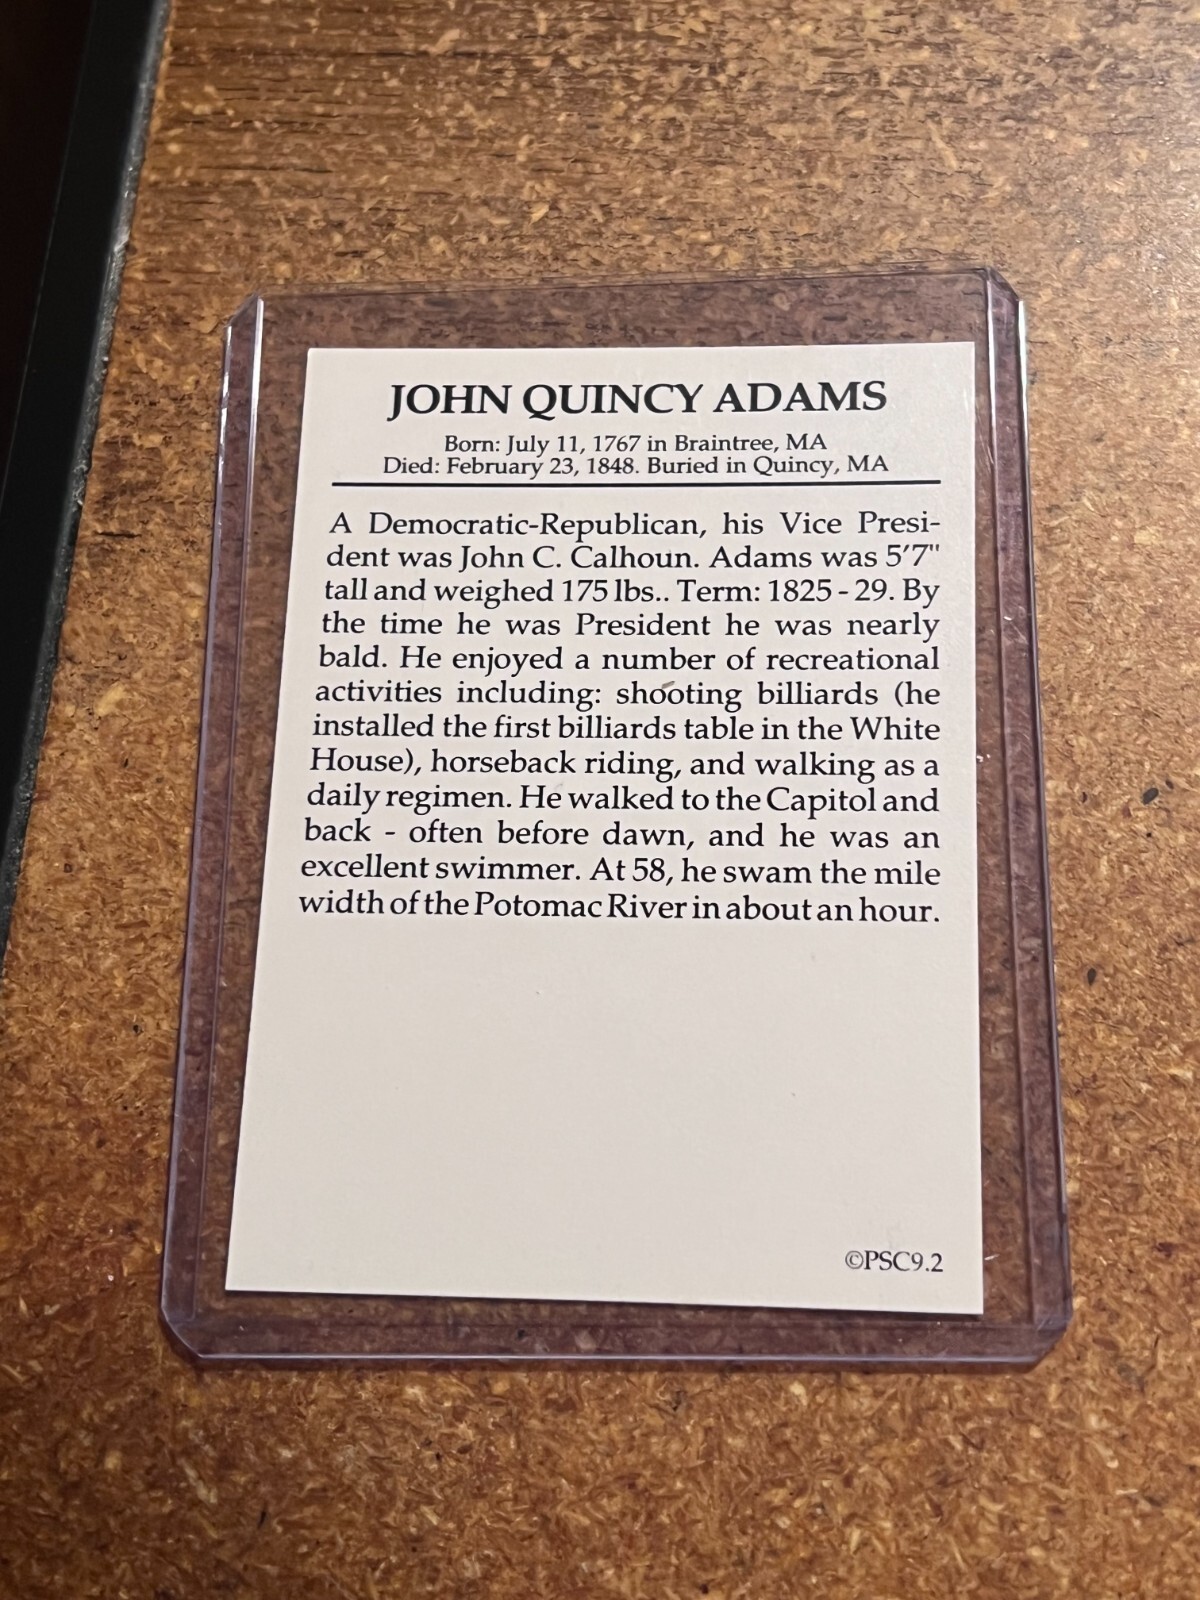 JOHN QUINCY ADAMS
Born: July 11, 1767 in Braintree, MA
Died: February 23, 1848. Buried in Quincy, MA
A Democratic-Republican, his Vice Presi-
dent was John C. Calhoun. Adams was 5'7"
tall and weighed 175 lbs.. Term: 1825 - 29. By
the time he was President he was nearly
bald. He enjoyed a number of recreational
activities including: shooting billiards (he
installed the first billiards table in the White
House), horseback riding, and walking as a
daily regimen. He walked to the Capitol and
back - often before dawn, and he was an
excellent swimmer. At 58, he swam the mile
width of the Potomac River in about an hour.
©PSC9.2